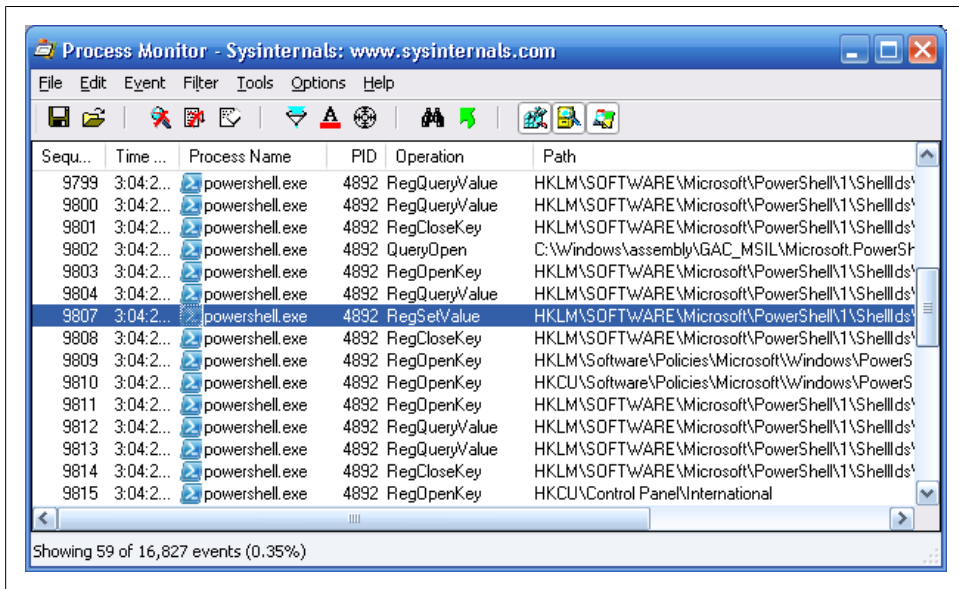 Process Monitor - Sysinternals: www.sysinternals.com
File Edit Event Filter Tools Options Help
Sequ... Time ... Process Name PID Operation Path
9799 3:04:2... powershell.exe 4892 RegQueryValue HKLM\SOFTWARE\Microsoft\PowerShell\1\ShellIds\
9800 3:04:2... powershell.exe 4892 RegQueryValue HKLM\SOFTWARE\Microsoft\PowerShell\1\ShellIds\
9801 3:04:2... powershell.exe 4892 RegCloseKey HKLM\SOFTWARE\Microsoft\PowerShell\1\ShellIds\
9802 3:04:2... powershell.exe 4892 QueryOpen C:\Windows\assembly\GAC_MSIL\Microsoft.PowerSh
9803 3:04:2... powershell.exe 4892 RegOpenKey HKLM\SOFTWARE\Microsoft\PowerShell\1\ShellIds\
9804 3:04:2... powershell.exe 4892 RegQueryValue HKLM\SOFTWARE\Microsoft\PowerShell\1\ShellIds\
9807 3:04:2... powershell.exe 4892 RegSetValue HKLM\SOFTWARE\Microsoft\PowerShell\1\ShellIds\
9808 3:04:2... powershell.exe 4892 RegCloseKey HKLM\SOFTWARE\Microsoft\PowerShell\1\ShellIds\
9809 3:04:2... powershell.exe 4892 RegOpenKey HKLM\Software\Policies\Microsoft\Windows\PowerS
9810 3:04:2... powershell.exe 4892 RegOpenKey HKCU\Software\Policies\Microsoft\Windows\PowerS
9811 3:04:2... powershell.exe 4892 RegOpenKey HKLM\SOFTWARE\Microsoft\PowerShell\1\ShellIds\
9812 3:04:2... powershell.exe 4892 RegQueryValue HKLM\SOFTWARE\Microsoft\PowerShell\1\ShellIds\
9813 3:04:2... powershell.exe 4892 RegQueryValue HKLM\SOFTWARE\Microsoft\PowerShell\1\ShellIds\
9814 3:04:2... powershell.exe 4892 RegCloseKey HKLM\SOFTWARE\Microsoft\PowerShell\1\ShellIds\
9815 3:04:2... powershell.exe 4892 RegOpenKey HKCU\Control Panel\International
Showing 59 of 16,827 events (0.35%)